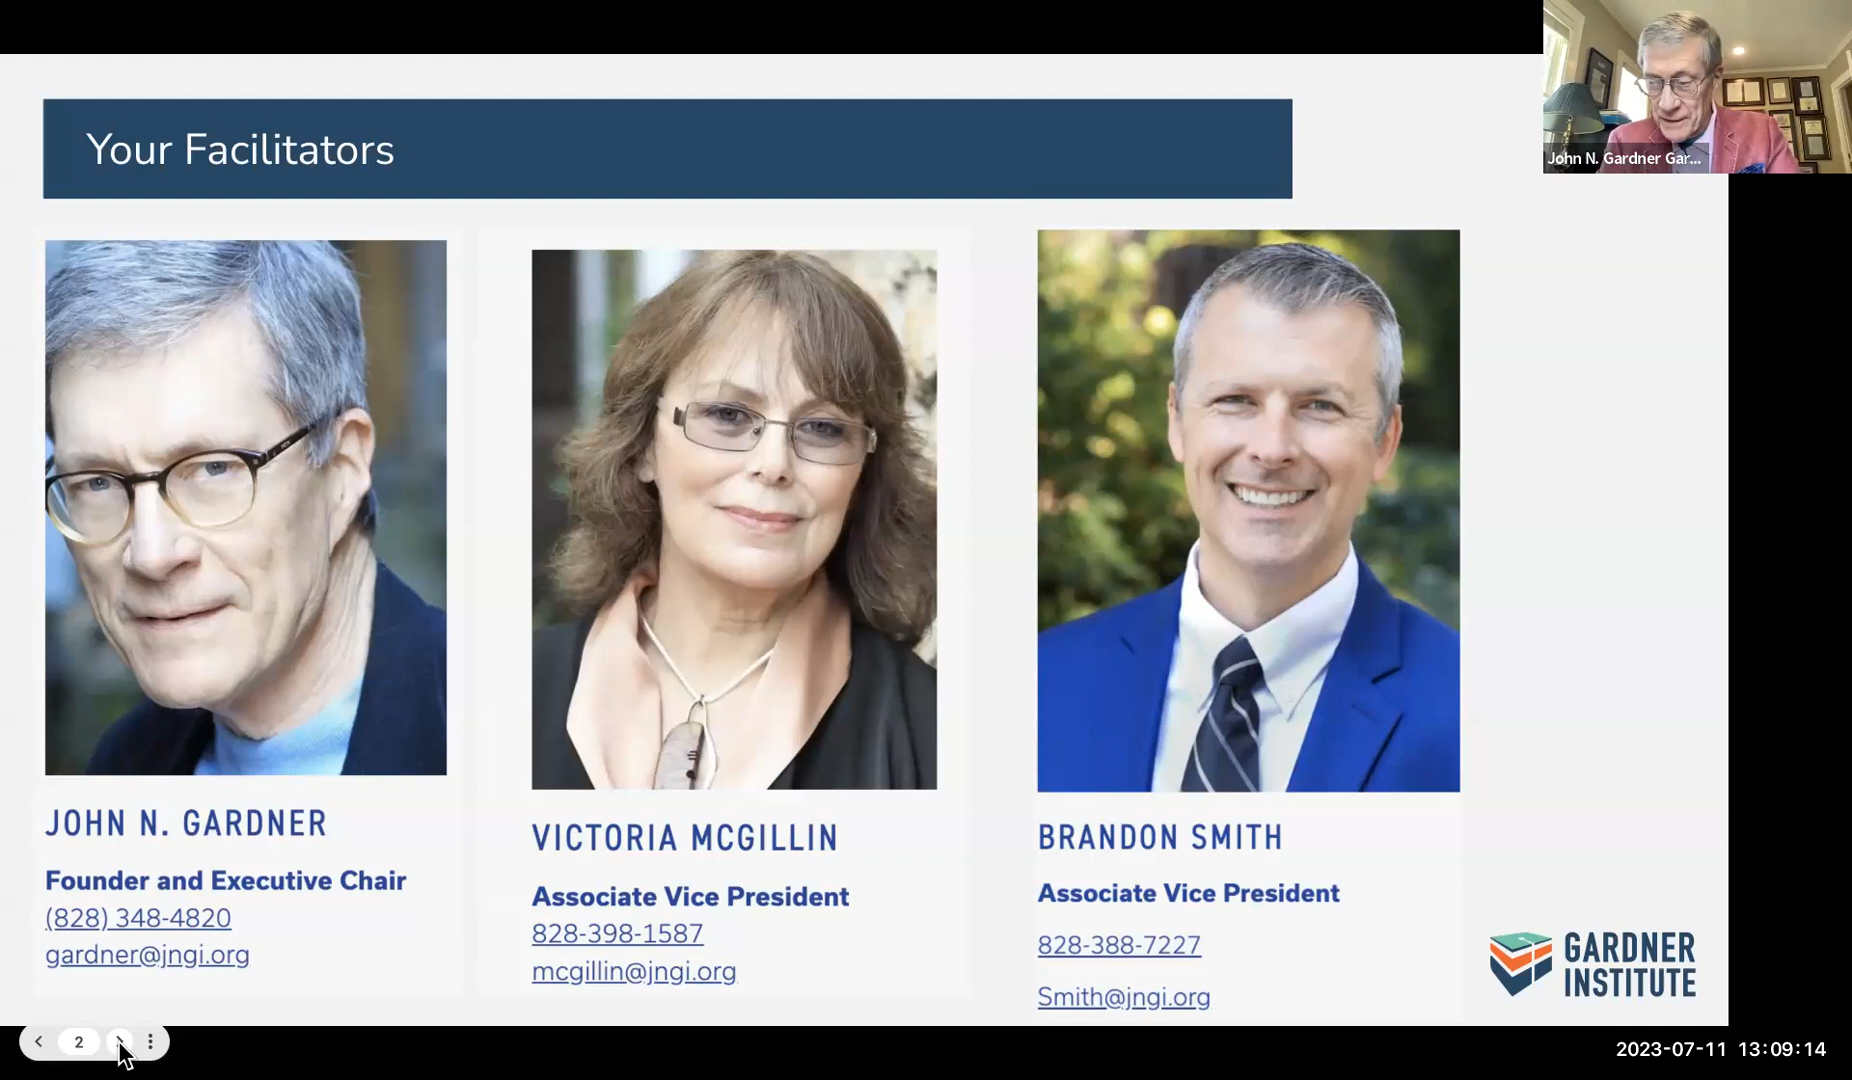 John N. Gardner Gar...
Your Facilitators
JOHN N. GARDNER
Founder and Executive Chair
(828) 348-4820
gardner@jngi.org
VICTORIA MCGILLIN
Associate Vice President
828-398-1587
mcgillin@jngi.org
BRANDON SMITH
Associate Vice President
828-388-7227
Smith@jngi.org
GARDNER
INSTITUTE
2
2023-07-11 13:09:14